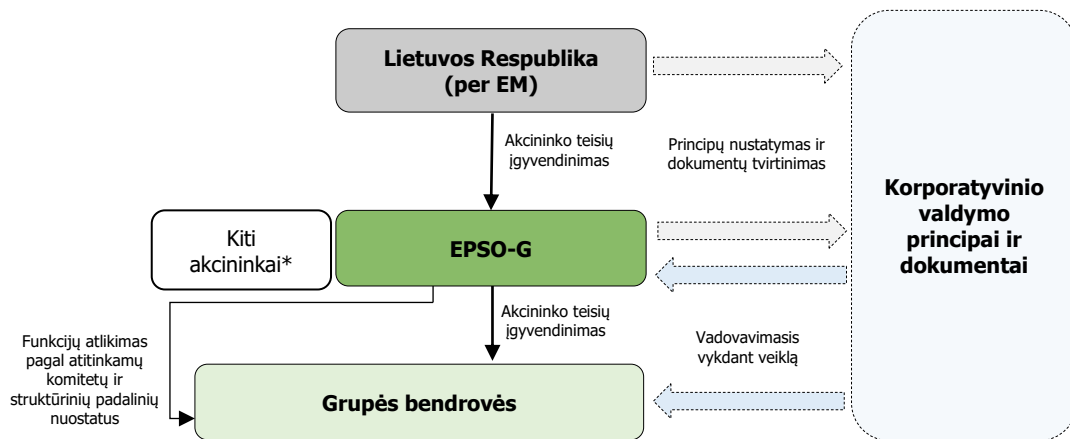 Lietuvos Respublika
(per EM)
Akcininko teisių
įgyvendinimas
Principų nustatymas ir
dokumentų tvirtinimas
Korporatyvinio
valdymo
principai ir
dokumentai
Kiti
akcininkai*
EPSO-G
Akcininko teisių
įgyvendinimas
Funkcijų atlikimas
pagal atitinkamų
komitetų ir
struktūrinių padalinių
nuostatus
Vadovavimasis
vykdant veiklą
Grupės bendrovės